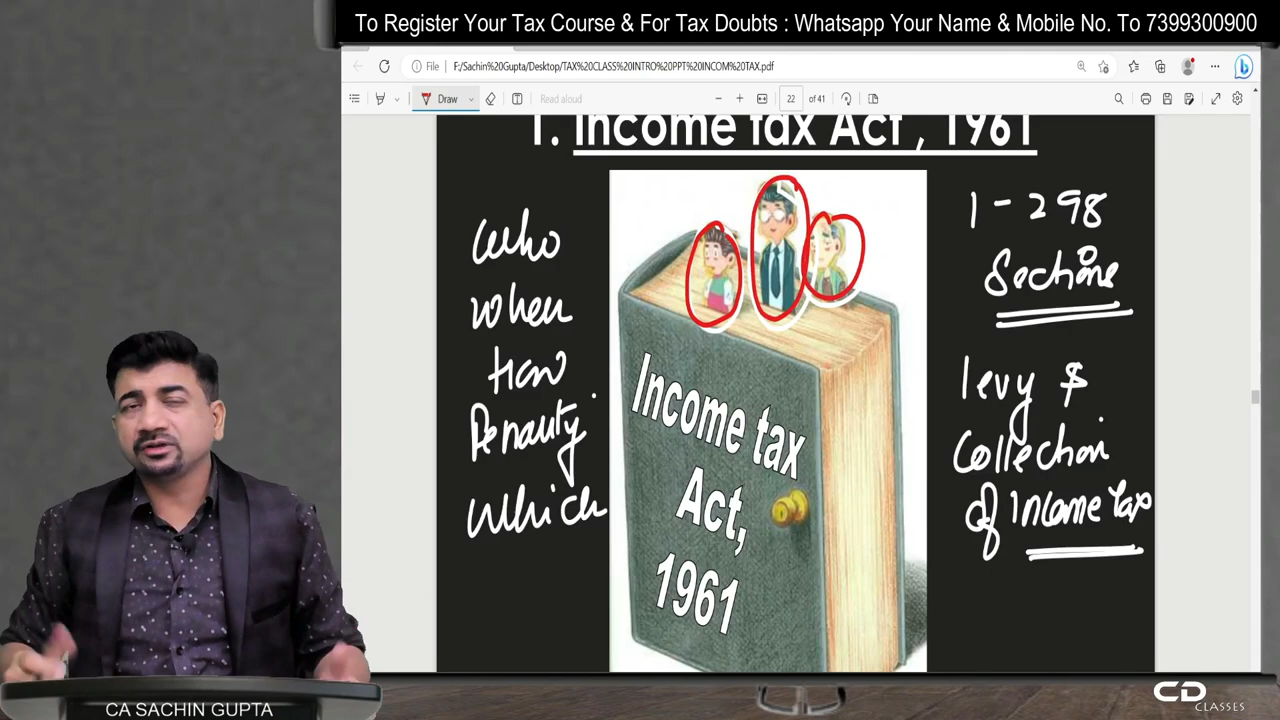 To Register Your Tax Course & For Tax Doubts : Whatsapp Your Name & Mobile No. To 7399300900
File F:/Sachin%20Gupta/Desktop/TAX%20CLASS%20INTRO%20PPT%20INCOM%20TAX.pdf
Draw Read aloud 22 of 41
1. Income tax Act , 1961
Who
When
How
Penalty
Which
Income tax
Act,
1961
1 - 298
Sections
levy &
Collection
of Income Tax
CA SACHIN GUPTA
CD
CLASSES